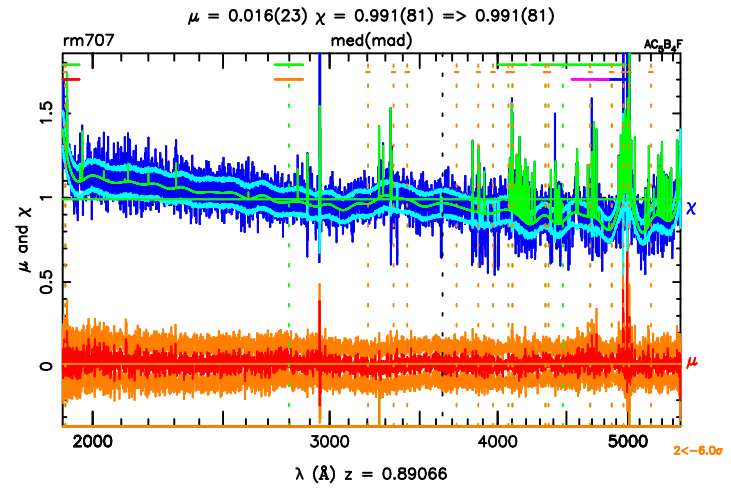 μ = 0.016(23) χ = 0.991(81) => 0.991(81)
rm707 med(mad) AC₅B₄F
1.5
1
0.5
0
μ and χ
χ
μ
2000 3000 4000 5000
2<-6.0σ
λ (Å) z = 0.89066